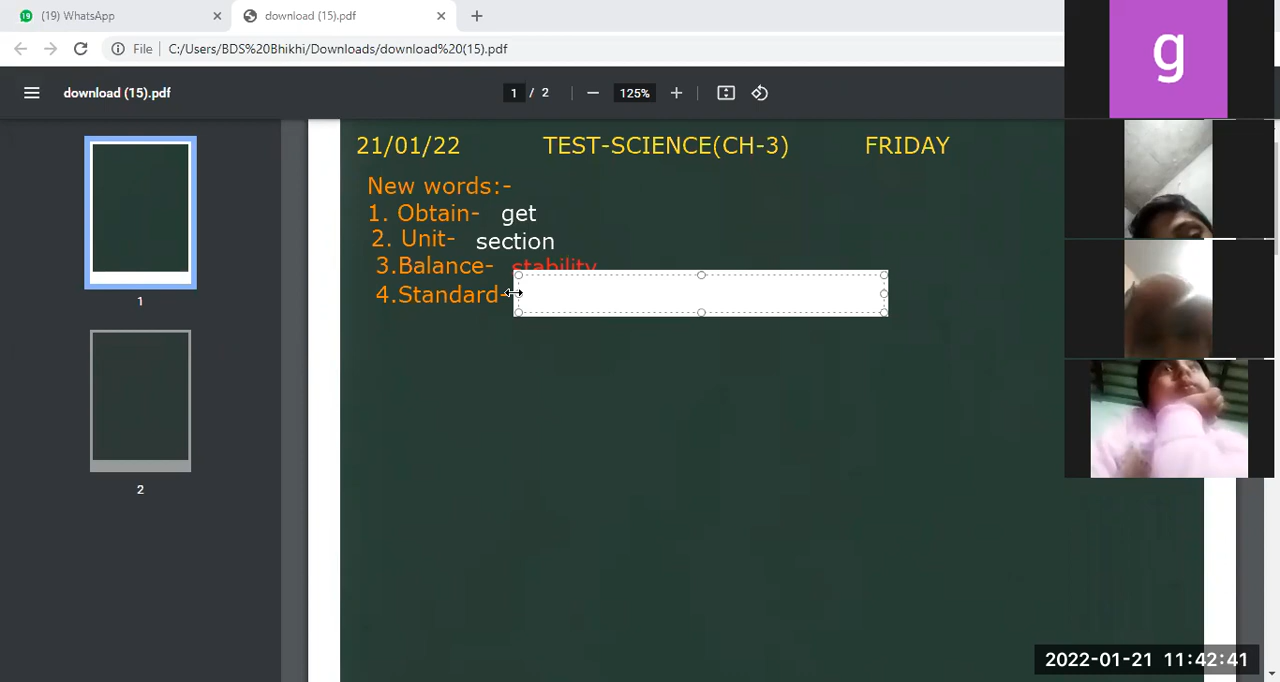 (19) WhatsApp
download (15).pdf
File
C:/Users/BDS%20Bhikhi/Downloads/download%20(15).pdf
download (15).pdf
1 / 2
125%
g
21/01/22 TEST-SCIENCE(CH-3) FRIDAY
New words:-
1. Obtain- get
2. Unit- section
3.Balance- stability
4.Standard-
1
2
2022-01-21 11:42:41